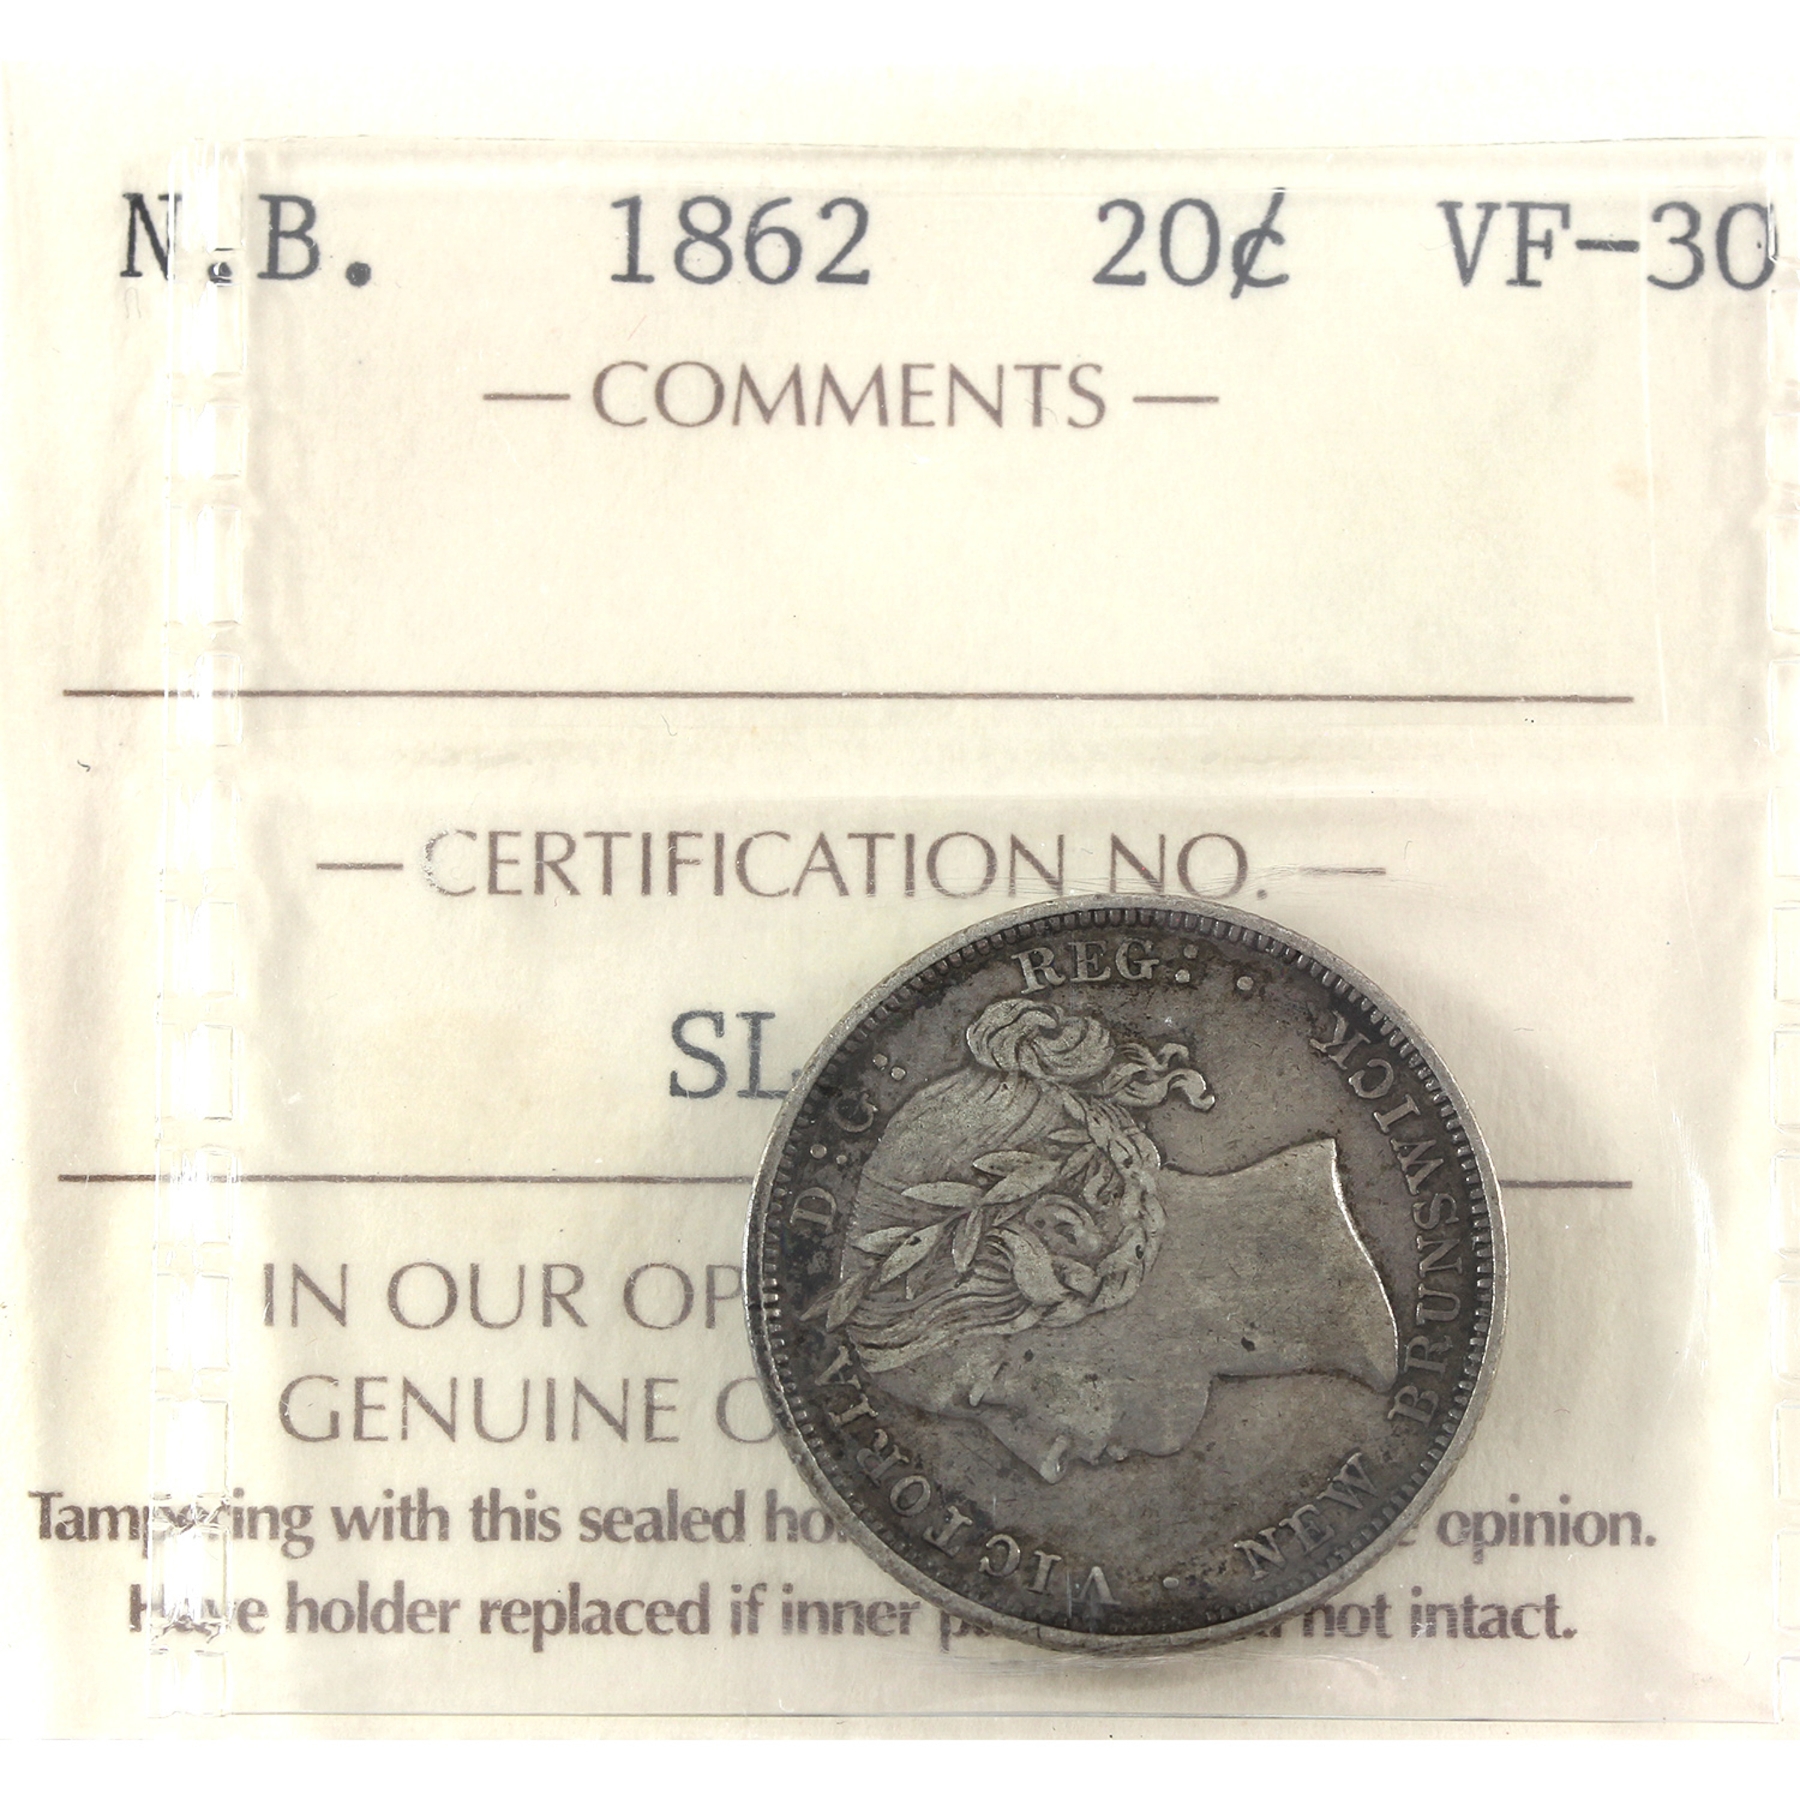 N.B. 1862 20¢ VF-30
— COMMENTS —
— CERTIFICATION NO. —
SL
IN OUR OP
GENUINE
Tampering with this sealed opinion.
Have holder replaced if inner not intact.
VICTORIA D:G: REG: • NEW BRUNSWICK •